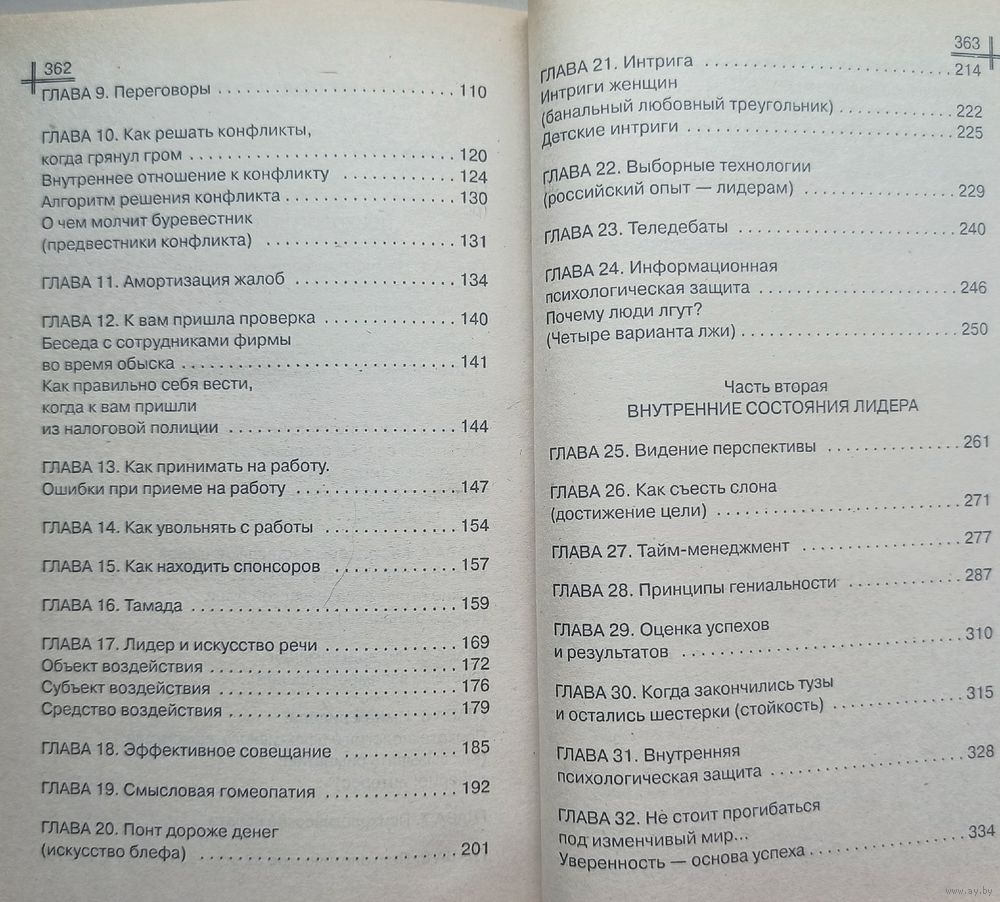 362
ГЛАВА 9. Переговоры . . . . . . . . . . . . . . . . . . . . . . . . 110
ГЛАВА 10. Как решать конфликты,
когда грянул гром . . . . . . . . . . . . . . . . . . . . . . . . . . . 120
Внутреннее отношение к конфликту . . . . . . . . . . . . 124
Алгоритм решения конфликта . . . . . . . . . . . . . . . . . . 130
О чем молчит буревестник
(предвестники конфликта) . . . . . . . . . . . . . . . . . . . . 131
ГЛАВА 11. Амортизация жалоб . . . . . . . . . . . . . . . . . 134
ГЛАВА 12. К вам пришла проверка . . . . . . . . . . . . . . 140
Беседа с сотрудниками фирмы
во время обыска . . . . . . . . . . . . . . . . . . . . . . . . . . . . 141
Как правильно себя вести,
когда к вам пришли
из налоговой полиции . . . . . . . . . . . . . . . . . . . . . . . 144
ГЛАВА 13. Как принимать на работу.
Ошибки при приеме на работу . . . . . . . . . . . . . . . . . 147
ГЛАВА 14. Как увольнять с работы . . . . . . . . . . . . . . 154
ГЛАВА 15. Как находить спонсоров . . . . . . . . . . . . . 157
ГЛАВА 16. Тамада . . . . . . . . . . . . . . . . . . . . . . . . . . . 159
ГЛАВА 17. Лидер и искусство речи . . . . . . . . . . . . . . 169
Объект воздействия . . . . . . . . . . . . . . . . . . . . . . . . . 172
Субъект воздействия . . . . . . . . . . . . . . . . . . . . . . . . 176
Средство воздействия . . . . . . . . . . . . . . . . . . . . . . . 179
ГЛАВА 18. Эффективное совещание . . . . . . . . . . . . 185
ГЛАВА 19. Смысловая гомеопатия . . . . . . . . . . . . . . 192
ГЛАВА 20. Понт дороже денег
(искусство блефа) . . . . . . . . . . . . . . . . . . . . . . . . . . 201
363
ГЛАВА 21. Интрига . . . . . . . . . . . . . . . . . . . . . . . . . . 214
Интриги женщин
(банальный любовный треугольник) . . . . . . . . . . . . 222
Детские интриги . . . . . . . . . . . . . . . . . . . . . . . . . . . . 225
ГЛАВА 22. Выборные технологии
(российский опыт — лидерам) . . . . . . . . . . . . . . . . 229
ГЛАВА 23. Теледебаты . . . . . . . . . . . . . . . . . . . . . . . 240
ГЛАВА 24. Информационная
психологическая защита . . . . . . . . . . . . . . . . . . . . . 246
Почему люди лгут?
(Четыре варианта лжи) . . . . . . . . . . . . . . . . . . . . . . . 250
Часть вторая
ВНУТРЕННИЕ СОСТОЯНИЯ ЛИДЕРА
ГЛАВА 25. Видение перспективы . . . . . . . . . . . . . . . 261
ГЛАВА 26. Как съесть слона
(достижение цели) . . . . . . . . . . . . . . . . . . . . . . . . . . 271
ГЛАВА 27. Тайм-менеджмент . . . . . . . . . . . . . . . . . 277
ГЛАВА 28. Принципы гениальности . . . . . . . . . . . . 287
ГЛАВА 29. Оценка успехов
и результатов . . . . . . . . . . . . . . . . . . . . . . . . . . . . . . 310
ГЛАВА 30. Когда закончились тузы
и остались шестерки (стойкость) . . . . . . . . . . . . . . 315
ГЛАВА 31. Внутренняя
психологическая защита . . . . . . . . . . . . . . . . . . . . 328
ГЛАВА 32. Не стоит прогибаться
под изменчивый мир...
Уверенность — основа успеха . . . . . . . . . . . . . . . . 334
www.ay.by